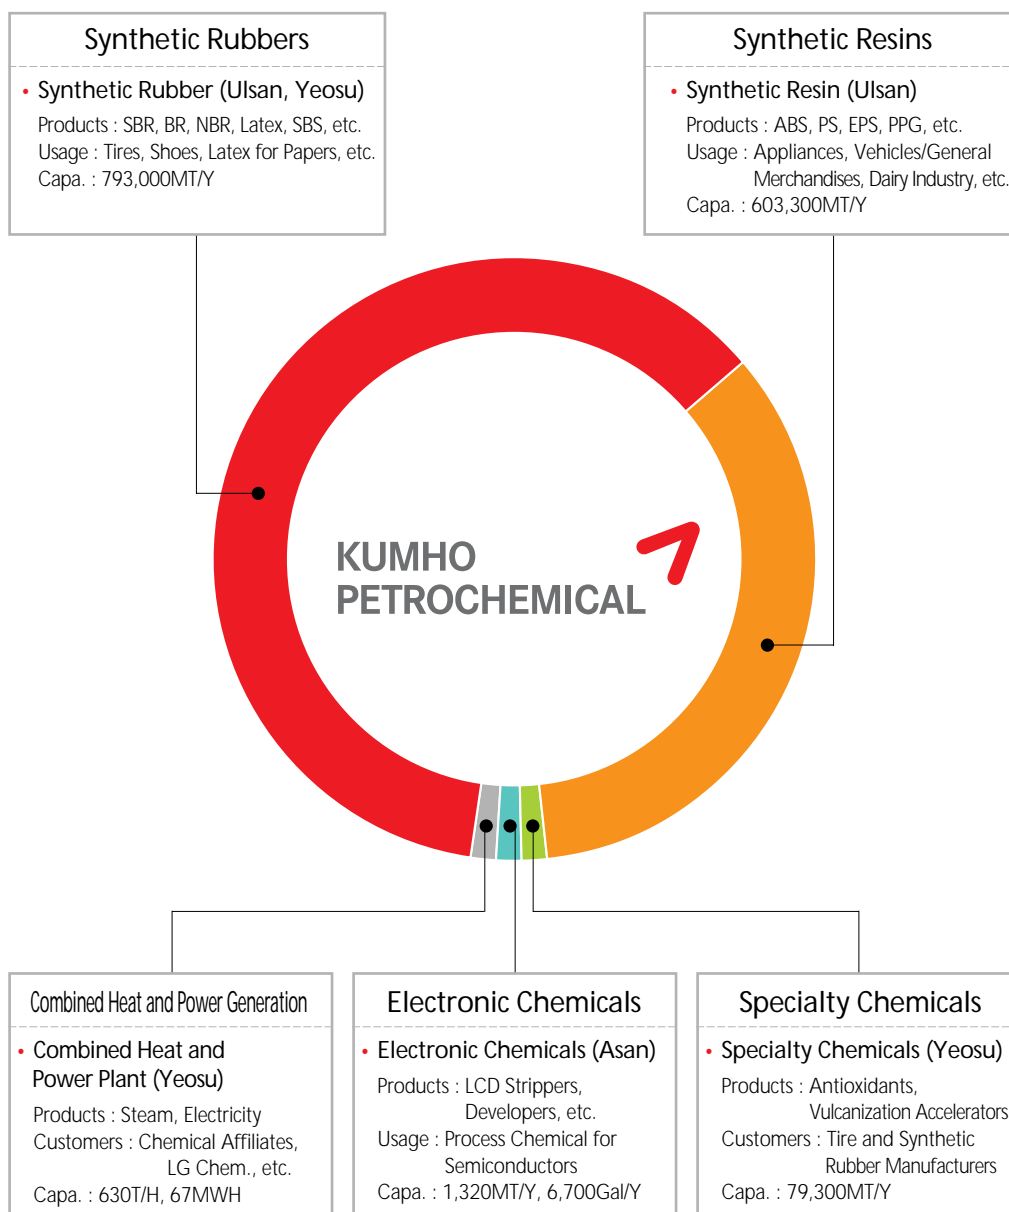 Synthetic Rubbers
• Synthetic Rubber (Ulsan, Yeosu)
Products : SBR, BR, NBR, Latex, SBS, etc.
Usage : Tires, Shoes, Latex for Papers, etc.
Capa. : 793,000MT/Y
Synthetic Resins
• Synthetic Resin (Ulsan)
Products : ABS, PS, EPS, PPG, etc.
Usage : Appliances, Vehicles/General
Merchandises, Dairy Industry, etc.
Capa. : 603,300MT/Y
KUMHO
PETROCHEMICAL
Combined Heat and Power Generation
• Combined Heat and
Power Plant (Yeosu)
Products : Steam, Electricity
Customers : Chemical Affiliates,
LG Chem., etc.
Capa. : 630T/H, 67MWH
Electronic Chemicals
• Electronic Chemicals (Asan)
Products : LCD Strippers,
Developers, etc.
Usage : Process Chemical for
Semiconductors
Capa. : 1,320MT/Y, 6,700Gal/Y
Specialty Chemicals
• Specialty Chemicals (Yeosu)
Products : Antioxidants,
Vulcanization Accelerators
Customers : Tire and Synthetic
Rubber Manufacturers
Capa. : 79,300MT/Y